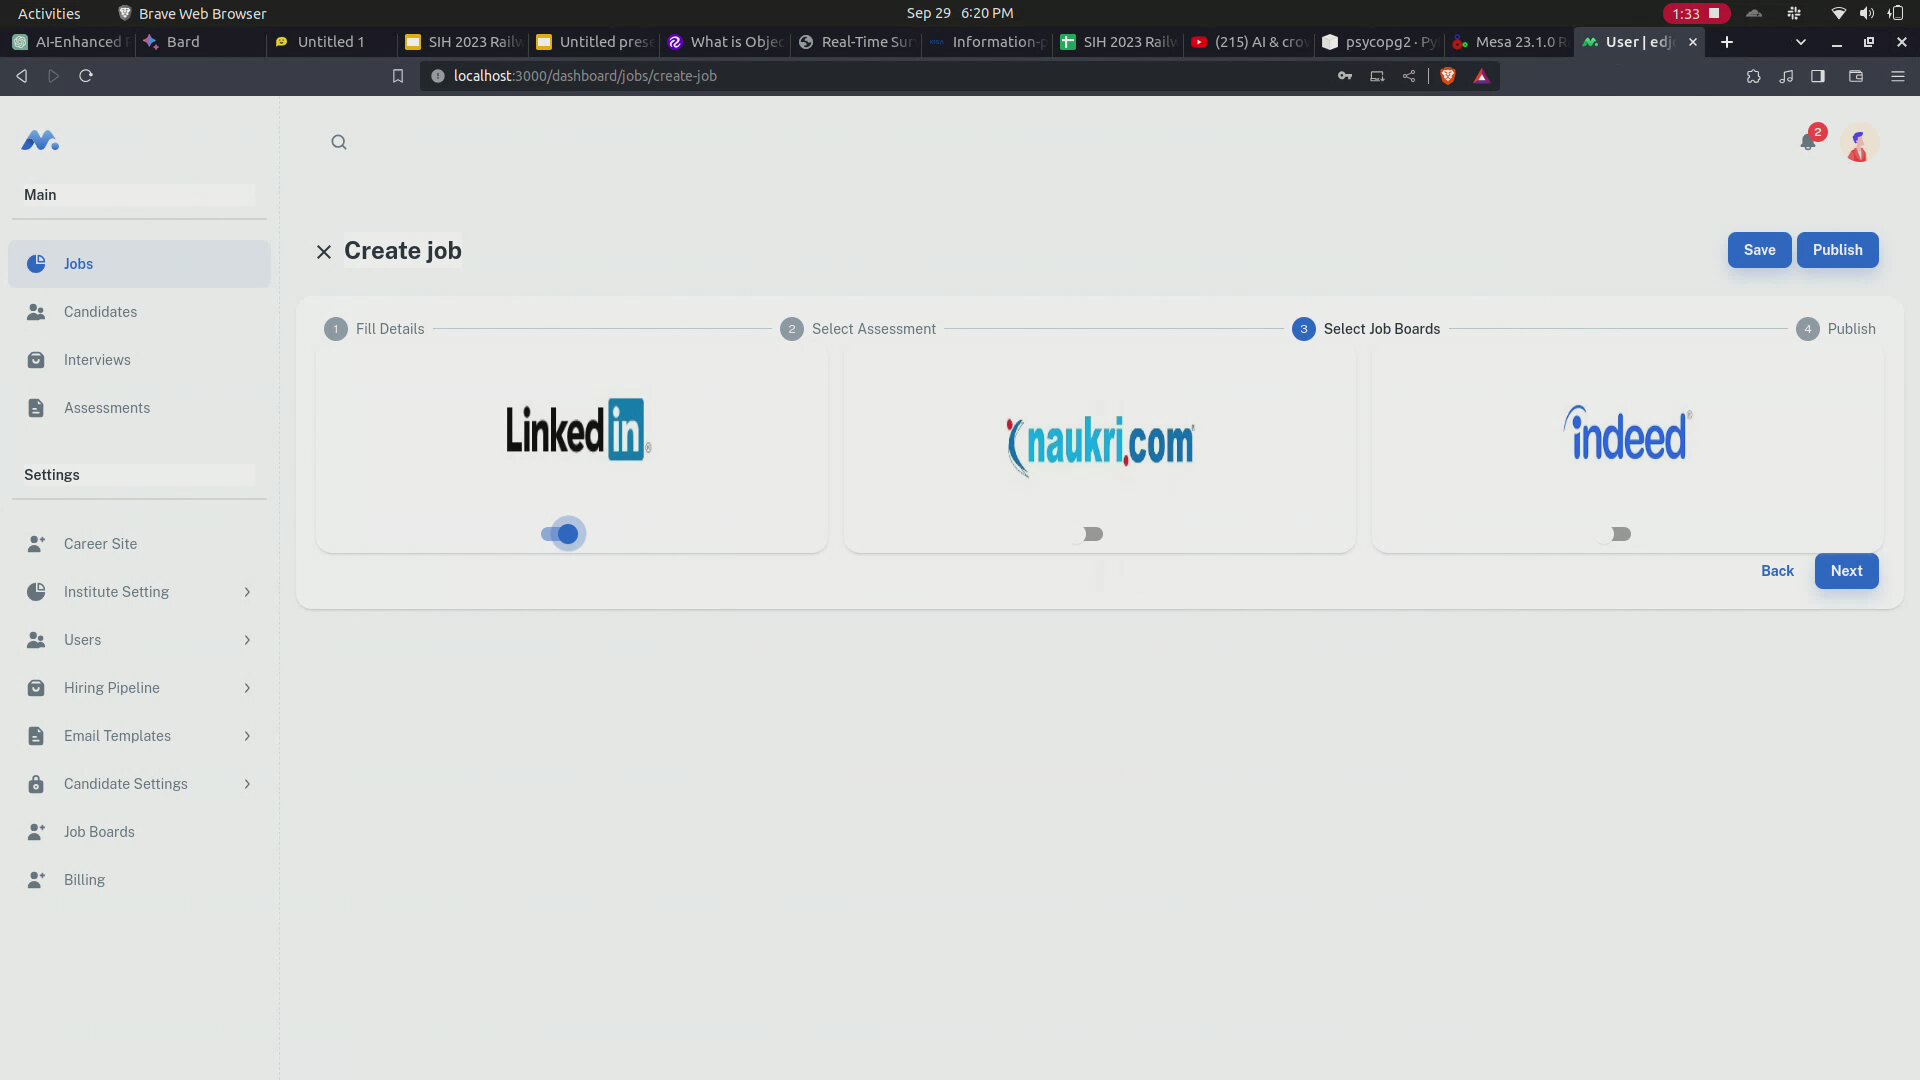 Activities
Brave Web Browser
Sep 29 6:20 PM
1:33
AI-Enhanced
Bard
Untitled 1
SIH 2023 Railw
Untitled prese
What is Objec
Real-Time Sur
Information-p
SIH 2023 Railw
(215) AI & crow
psycopg2 · Py
Mesa 23.1.0 R
User | edjo
localhost:3000/dashboard/jobs/create-job
2
Main
Jobs
Candidates
Interviews
Assessments
Settings
Career Site
Institute Setting
Users
Hiring Pipeline
Email Templates
Candidate Settings
Job Boards
Billing
Create job
Save
Publish
1 Fill Details
2 Select Assessment
3 Select Job Boards
4 Publish
Linked in ®
naukri.com
indeed ®
Back
Next